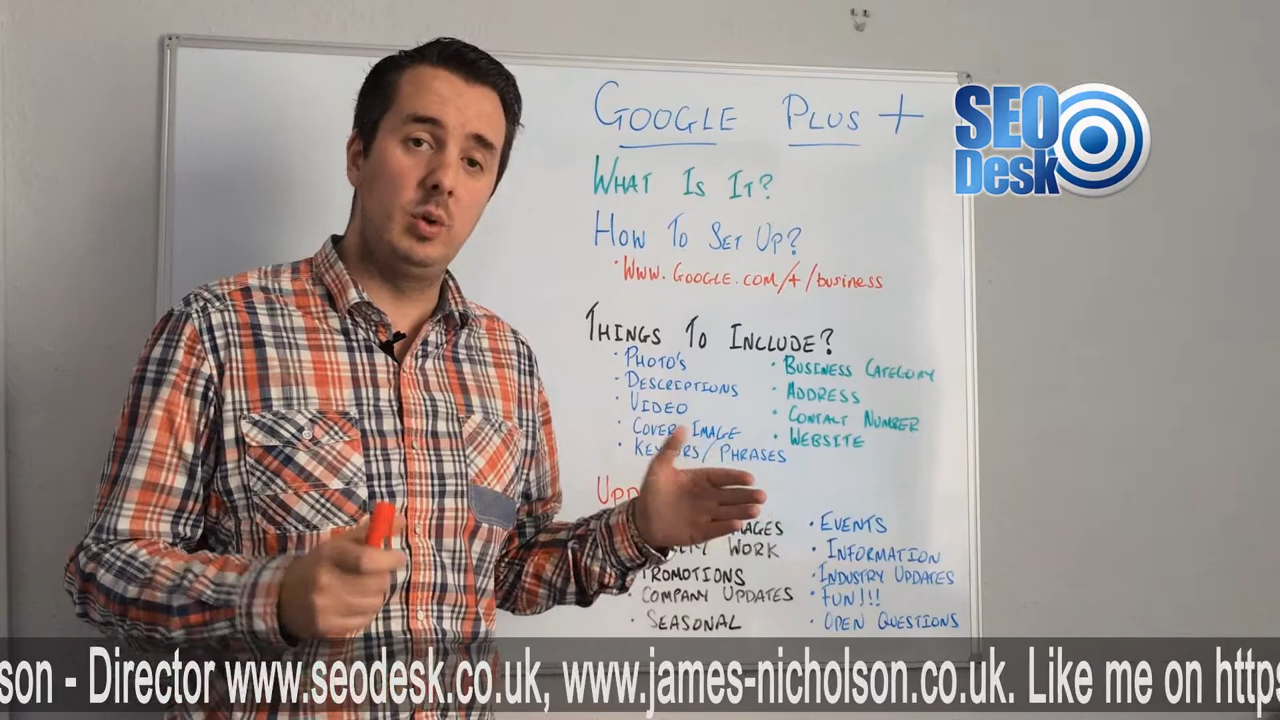 GOOGLE PLUS +
SEO
Desk
WHAT IS IT?
HOW TO SET UP?
• WWW.GOOGLE.COM/+/business
THINGS TO INCLUDE?
• PHOTO'S
• DESCRIPTIONS
• VIDEO
• COVER IMAGE
/ PHRASES
• BUSINESS CATEGORY
• ADDRESS
• CONTACT NUMBER
• WEBSITE
WORK
PROMOTIONS
COMPANY UPDATES
• SEASONAL
• EVENTS
• INFORMATION
• INDUSTRY UPDATES
• FUN!!!
• OPEN QUESTIONS
son - Director www.seodesk.co.uk, www.james-nicholson.co.uk. Like me on https